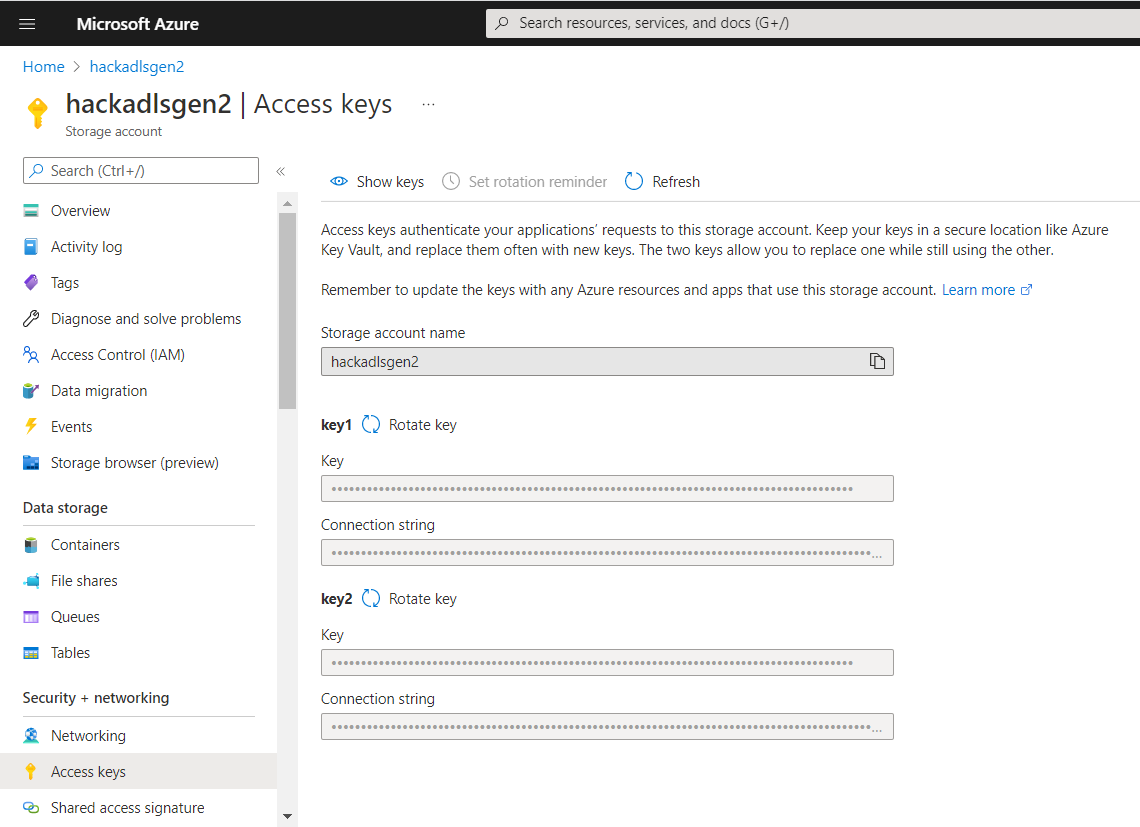 Microsoft Azure
Search resources, services, and docs (G+/)
Home > hackadlsgen2
hackadlsgen2 | Access keys ...
Storage account
Search (Ctrl+/)
«
Overview
Activity log
Tags
Diagnose and solve problems
Access Control (IAM)
Data migration
Events
Storage browser (preview)
Data storage
Containers
File shares
Queues
Tables
Security + networking
Networking
Access keys
Shared access signature
Show keys
Set rotation reminder
Refresh
Access keys authenticate your applications' requests to this storage account. Keep your keys in a secure location like Azure
Key Vault, and replace them often with new keys. The two keys allow you to replace one while still using the other.
Remember to update the keys with any Azure resources and apps that use this storage account. Learn more
Storage account name
hackadlsgen2
key1 Rotate key
Key
Connection string
key2 Rotate key
Key
Connection string